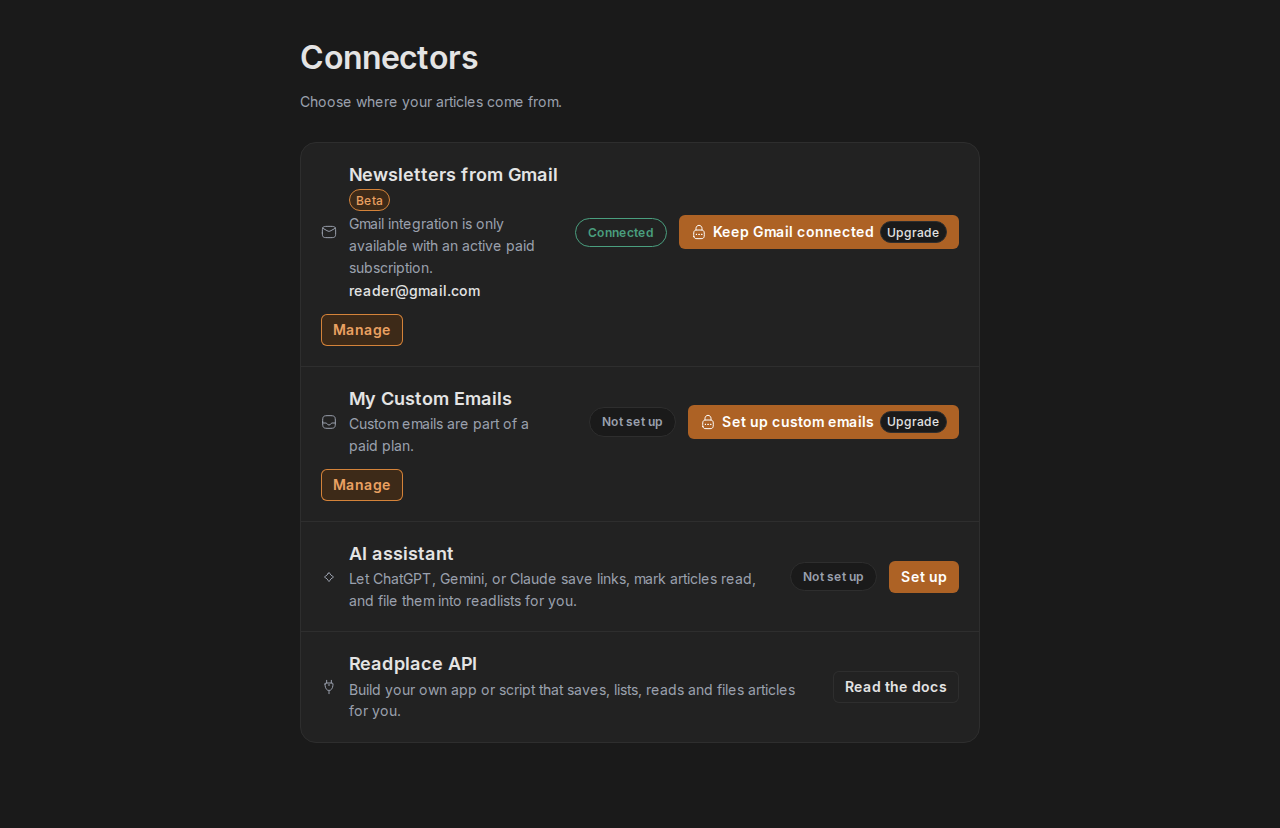 Connectors
Choose where your articles come from.
Newsletters from Gmail
Beta
Gmail integration is only
available with an active paid
subscription.
reader@gmail.com
Connected
Keep Gmail connected Upgrade
Manage
My Custom Emails
Custom emails are part of a
paid plan.
Not set up
Set up custom emails Upgrade
Manage
AI assistant
Let ChatGPT, Gemini, or Claude save links, mark articles read,
and file them into readlists for you.
Not set up
Set up
Readplace API
Build your own app or script that saves, lists, reads and files articles
for you.
Read the docs